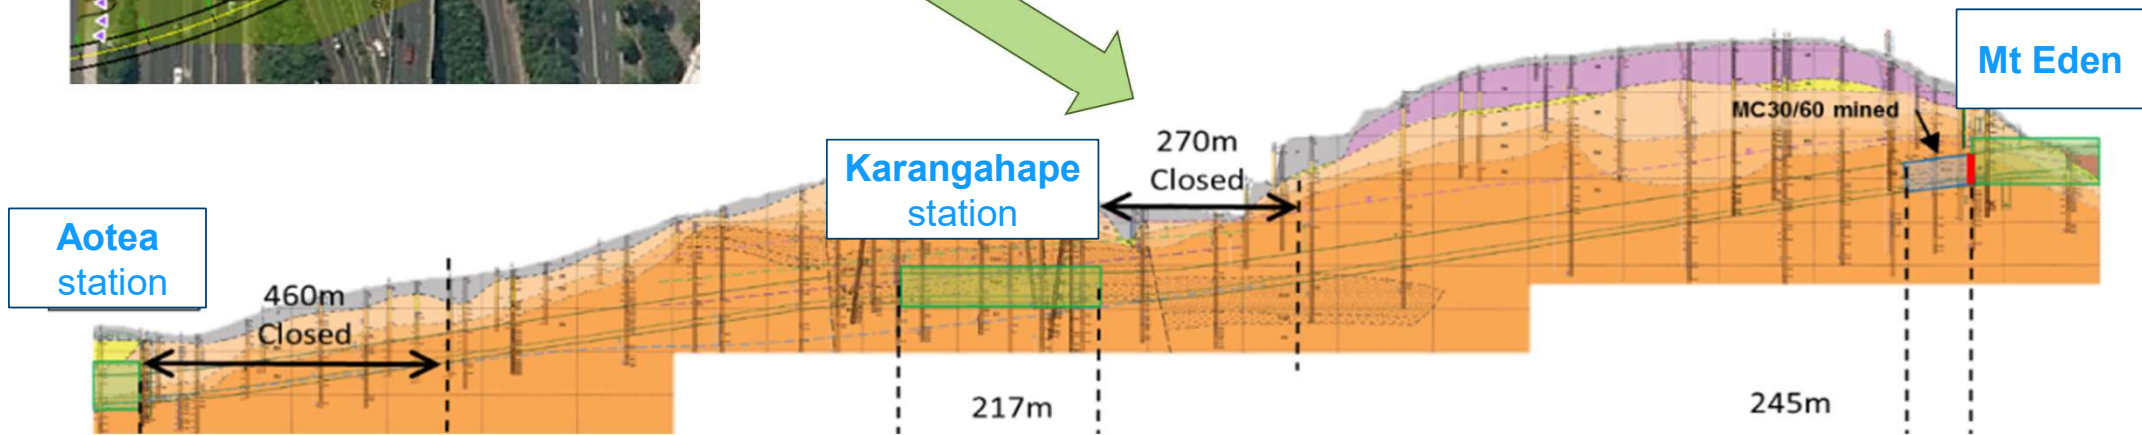 Mt Eden
MC30/60 mined
270m
Closed
Karangahape
station
Aotea
station
460m
Closed
217m
245m